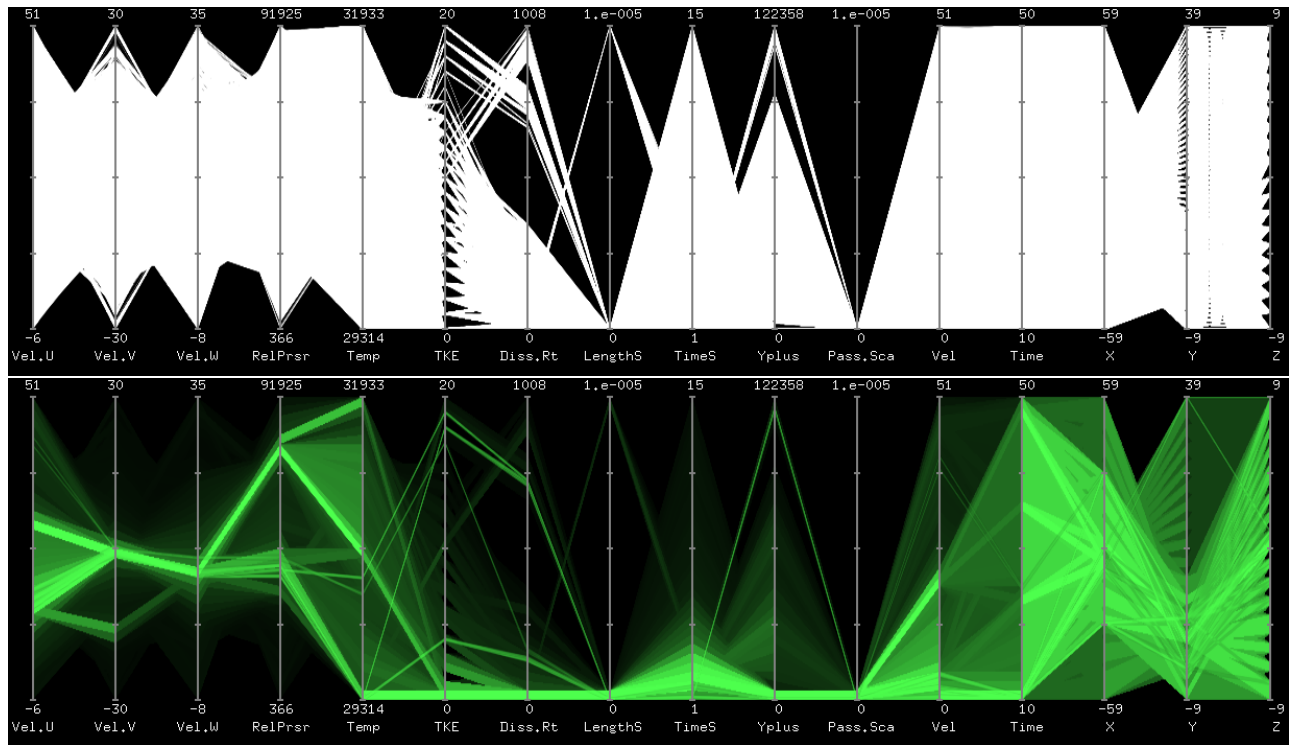 51 30 35 91925 31933 20 1008 1.e-005 15 122358 1.e-005 51 50 59 39 9
-6 -30 -8 366 29314 0 0 0 1 0 0 0 10 -59 -9 -9
Vel.U Vel.V Vel.W RelPrsr Temp TKE Diss.Rt LengthS TimeS Yplus Pass.Sca Vel Time X Y Z
51 30 35 91925 31933 20 1008 1.e-005 15 122358 1.e-005 51 50 59 39 9
-6 -30 -8 366 29314 0 0 0 1 0 0 0 10 -59 -9 -9
Vel.U Vel.V Vel.W RelPrsr Temp TKE Diss.Rt LengthS TimeS Yplus Pass.Sca Vel Time X Y Z